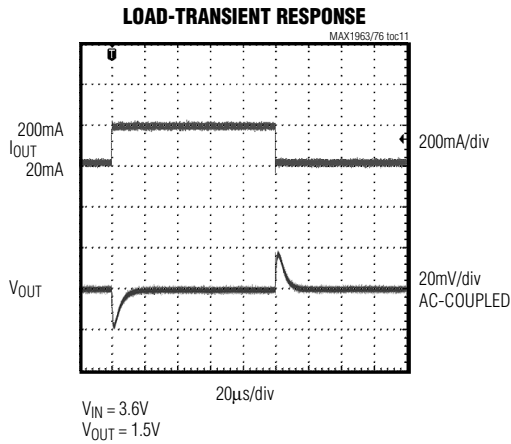 LOAD-TRANSIENT RESPONSE
MAX1963/76 toc11
T
200mA
IOUT
20mA
200mA/div
VOUT
20mV/div
AC-COUPLED
20μs/div
VIN = 3.6V
VOUT = 1.5V